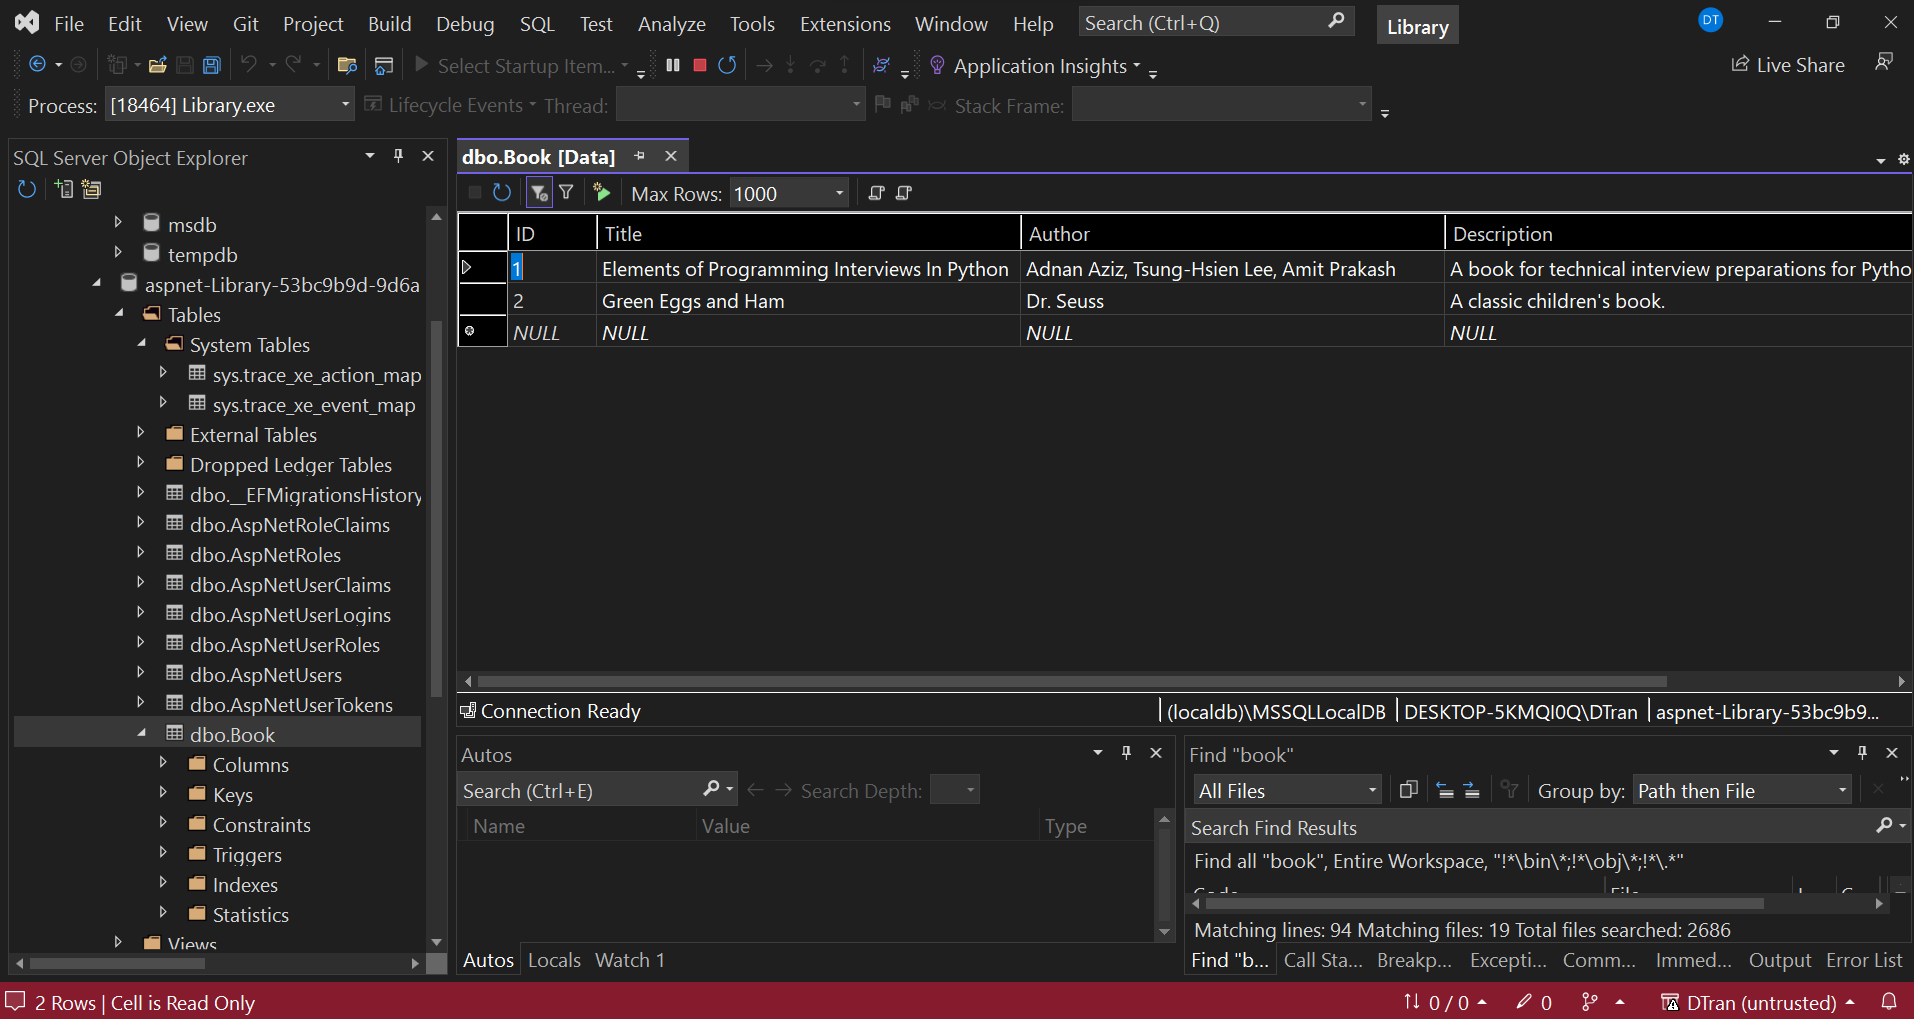 File Edit View Git Project Build Debug SQL Test Analyze Tools Extensions Window Help Search (Ctrl+Q) Library DT
Select Startup Item... Application Insights Live Share
Process: [18464] Library.exe Lifecycle Events Thread: Stack Frame:
SQL Server Object Explorer
msdb
tempdb
aspnet-Library-53bc9b9d-9d6a
Tables
System Tables
sys.trace_xe_action_map
sys.trace_xe_event_map
External Tables
Dropped Ledger Tables
dbo.__EFMigrationsHistory
dbo.AspNetRoleClaims
dbo.AspNetRoles
dbo.AspNetUserClaims
dbo.AspNetUserLogins
dbo.AspNetUserRoles
dbo.AspNetUsers
dbo.AspNetUserTokens
dbo.Book
Columns
Keys
Constraints
Triggers
Indexes
Statistics
Views
dbo.Book [Data]
Max Rows: 1000
ID Title Author Description
1 Elements of Programming Interviews In Python Adnan Aziz, Tsung-Hsien Lee, Amit Prakash A book for technical interview preparations for Pytho
2 Green Eggs and Ham Dr. Seuss A classic children's book.
NULL NULL NULL NULL
Connection Ready (localdb)\MSSQLLocalDB DESKTOP-5KMQI0Q\DTran aspnet-Library-53bc9b9...
Autos
Search (Ctrl+E) Search Depth:
Name Value Type
Autos Locals Watch 1
Find "book"
All Files Group by: Path then File
Search Find Results
Find all "book", Entire Workspace, "!*\bin\*;!*\obj\*;!*\.*"
Code File
Matching lines: 94 Matching files: 19 Total files searched: 2686
Find "b... Call Sta... Breakp... Excepti... Comm... Immed... Output Error List
2 Rows | Cell is Read Only 0 / 0 0 DTran (untrusted)